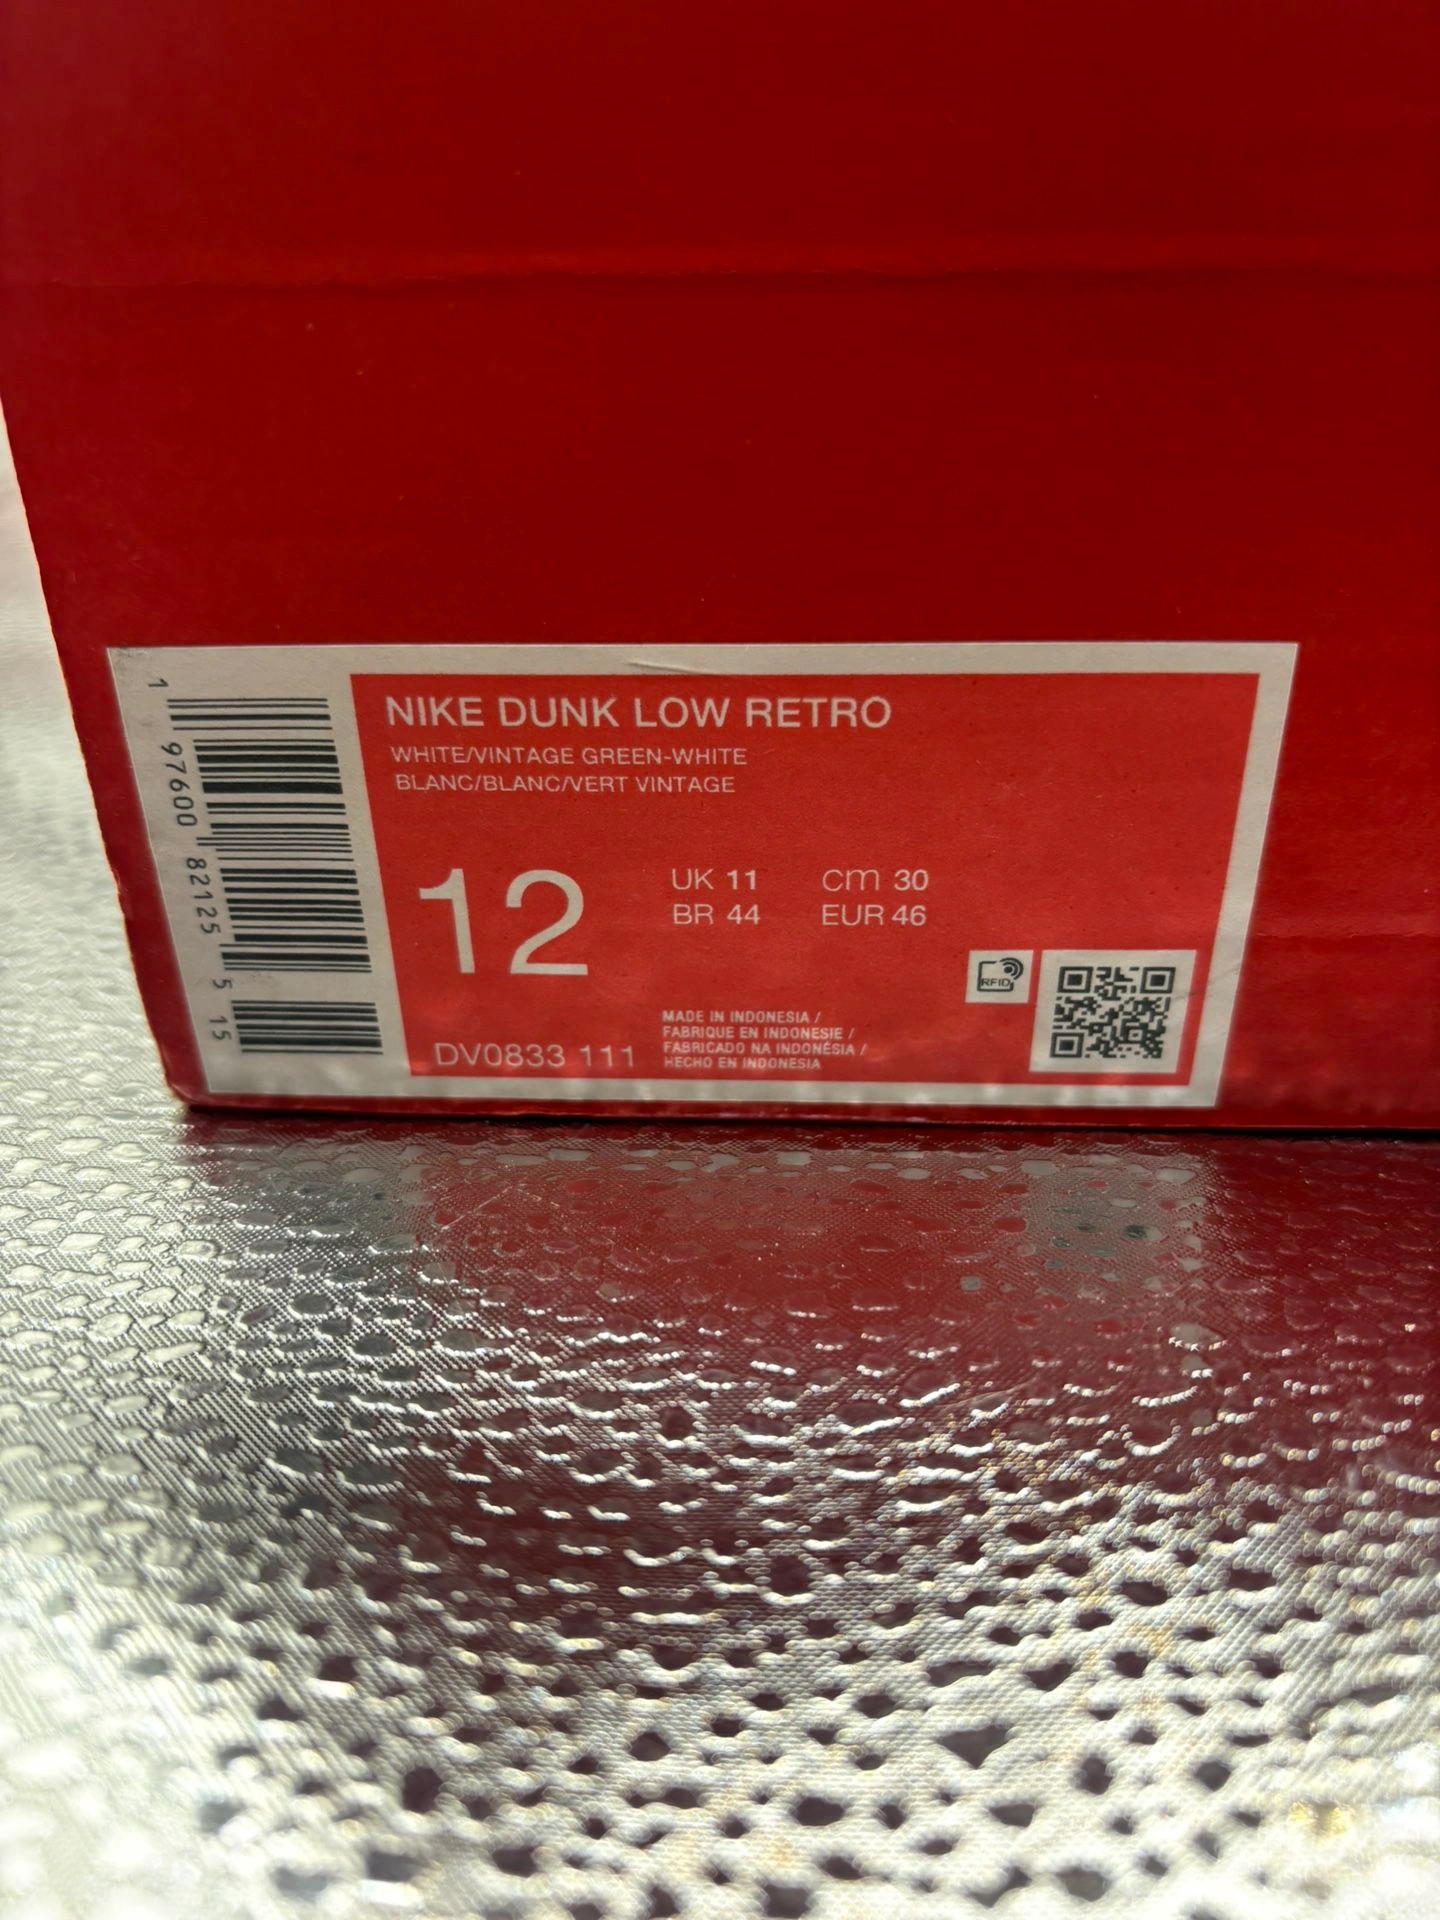 NIKE DUNK LOW RETRO
WHITE/VINTAGE GREEN-WHITE
BLANC/BLANC/VERT VINTAGE
12
UK 11 cm 30
BR 44 EUR 46
RFID
DV0833 111
MADE IN INDONESIA /
FABRIQUE EN INDONESIE /
FABRICADO NA INDONÉSIA /
HECHO EN INDONESIA
1 97600 82125 5 15